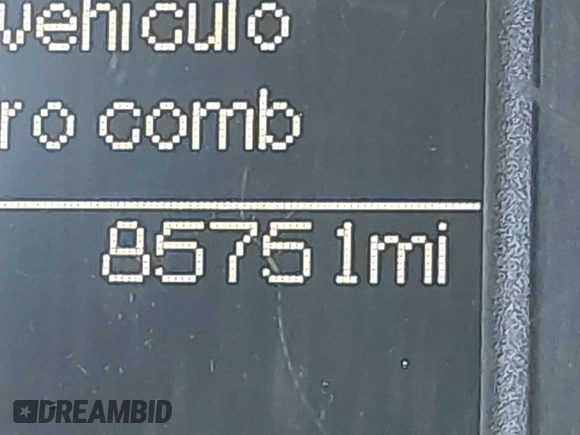 vehiculo
ro comb
85751mi
DREAMBID